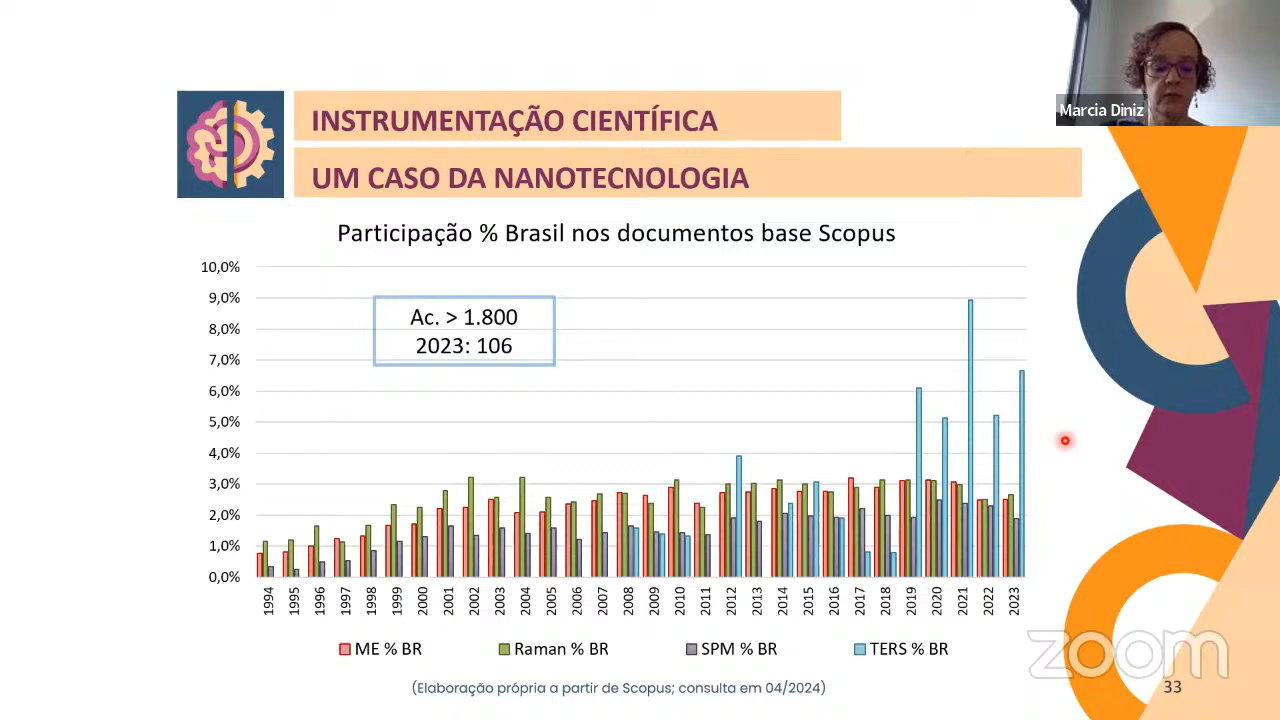 Marcia Diniz
INSTRUMENTAÇÃO CIENTÍFICA
UM CASO DA NANOTECNOLOGIA
Participação % Brasil nos documentos base Scopus
10,0%
9,0%
8,0%
7,0%
6,0%
5,0%
4,0%
3,0%
2,0%
1,0%
0,0%
Ac. > 1.800
2023: 106
1994 1995 1996 1997 1998 1999 2000 2001 2002 2003 2004 2005 2006 2007 2008 2009 2010 2011 2012 2013 2014 2015 2016 2017 2018 2019 2020 2021 2022 2023
ME % BR Raman % BR SPM % BR TERS % BR
(Elaboração própria a partir de Scopus; consulta em 04/2024)
zoom
33